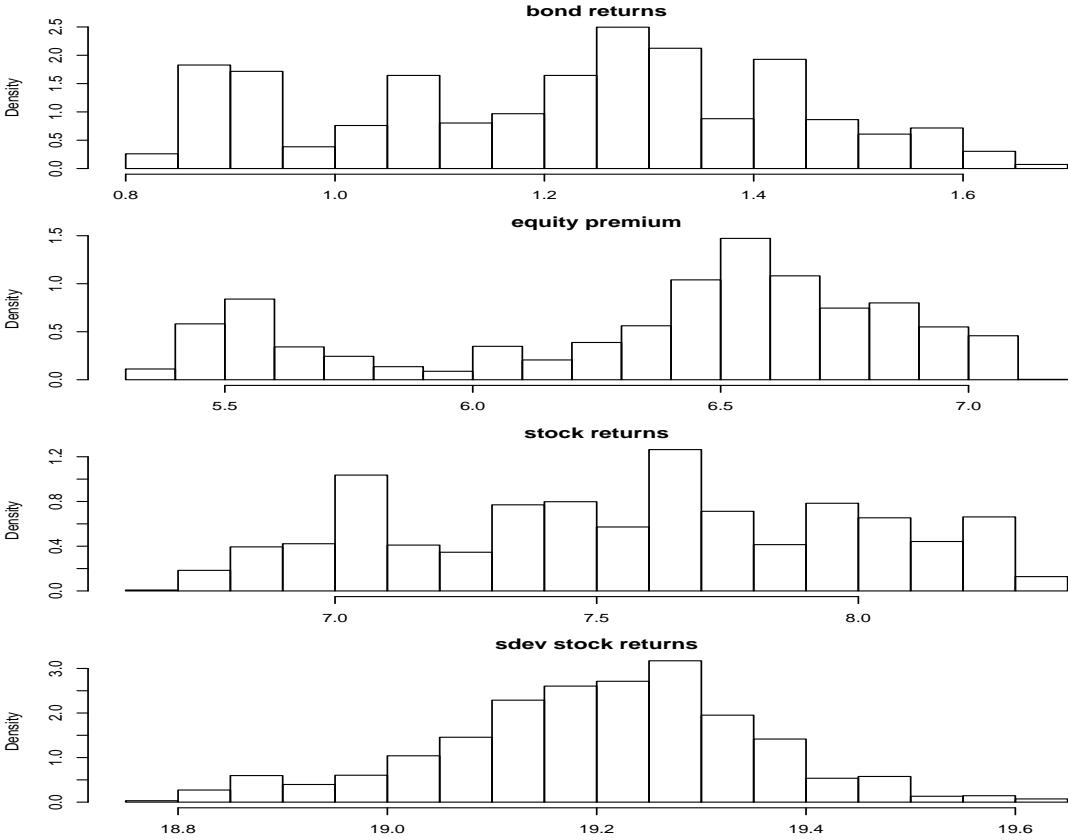 bond returns
Density
0.0 0.5 1.0 1.5 2.0 2.5
0.8 1.0 1.2 1.4 1.6
equity premium
Density
0.0 0.5 1.0 1.5
5.5 6.0 6.5 7.0
stock returns
Density
0.0 0.4 0.8 1.2
7.0 7.5 8.0
sdev stock returns
Density
0.0 1.0 2.0 3.0
18.8 19.0 19.2 19.4 19.6